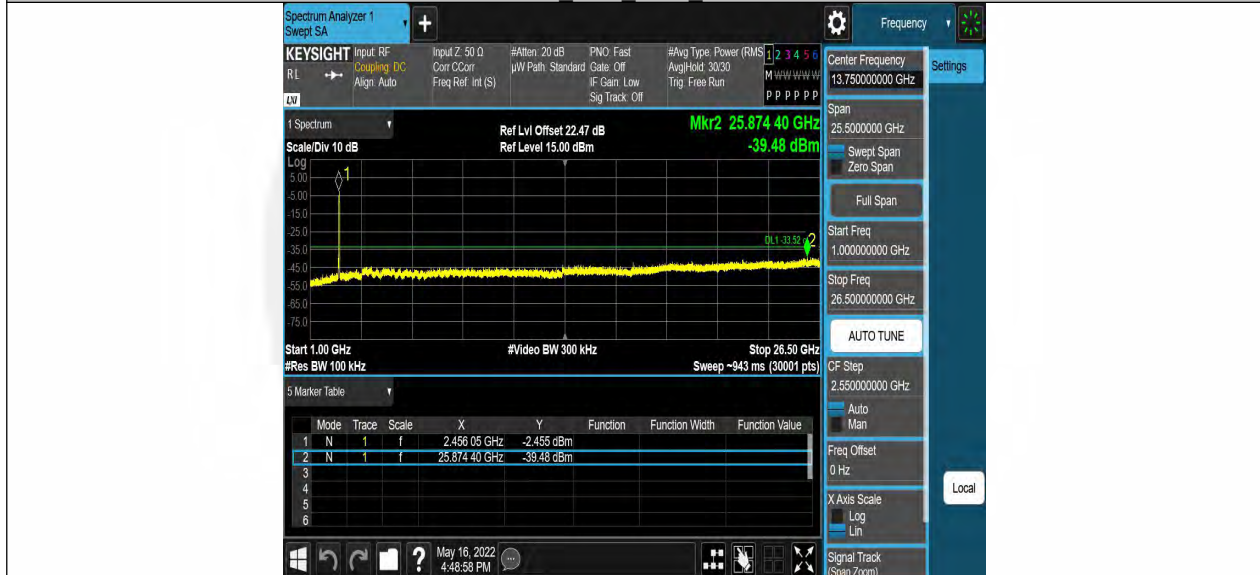 Spectrum Analyzer 1
Swept SA
+
Frequency
KEYSIGHT
RL
LXI
Input: RF
Coupling: DC
Align: Auto
Input Z: 50 Ω
Corr CCorr
Freq Ref: Int (S)
#Atten: 20 dB
µW Path: Standard
PNO: Fast
Gate: Off
IF Gain: Low
Sig Track: Off
#Avg Type: Power (RMS
Avg|Hold: 30/30
Trig: Free Run
1 2 3 4 5 6
M W W W W W
P P P P P P
Center Frequency
13.750000000 GHz
Settings
Span
25.5000000 GHz
Swept Span
Zero Span
Full Span
Start Freq
1.000000000 GHz
Stop Freq
26.500000000 GHz
AUTO TUNE
CF Step
2.550000000 GHz
Auto
Man
Freq Offset
0 Hz
X Axis Scale
Log
Lin
Signal Track
(Span Zoom)
Local
1 Spectrum
Scale/Div 10 dB
Ref Lvl Offset 22.47 dB
Ref Level 15.00 dBm
Mkr2 25.874 40 GHz
-39.48 dBm
Log
5.00
-5.00
-15.0
-25.0
-35.0
-45.0
-55.0
-65.0
-75.0
1
DL1 -33.52
2
Start 1.00 GHz
#Video BW 300 kHz
Stop 26.50 GHz
#Res BW 100 kHz
Sweep ~943 ms (30001 pts)
5 Marker Table
Mode Trace Scale X Y Function Function Width Function Value
1 N 1 f 2.456 05 GHz -2.455 dBm
2 N 1 f 25.874 40 GHz -39.48 dBm
3
4
5
6
?
May 16, 2022
4:48:58 PM